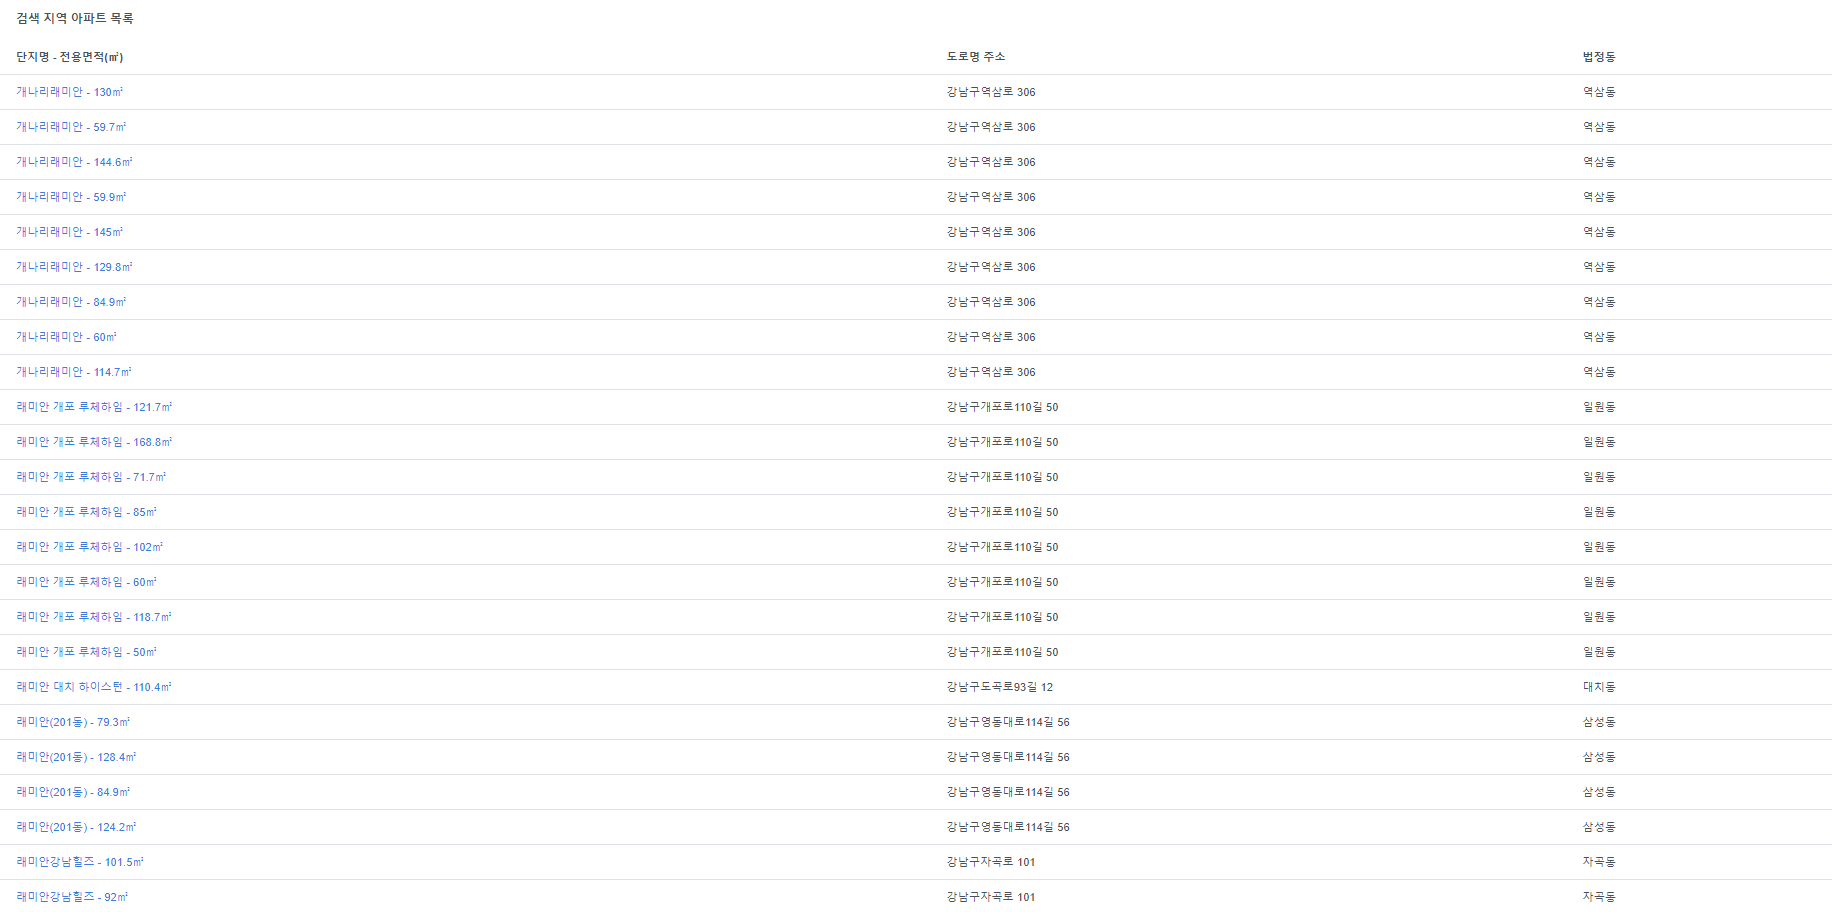 검색 지역 아파트 목록
단지명 - 전용면적(㎡) 도로명 주소 법정동
개나리래미안 - 130㎡ 강남구역삼로 306 역삼동
개나리래미안 - 59.7㎡ 강남구역삼로 306 역삼동
개나리래미안 - 144.6㎡ 강남구역삼로 306 역삼동
개나리래미안 - 59.9㎡ 강남구역삼로 306 역삼동
개나리래미안 - 145㎡ 강남구역삼로 306 역삼동
개나리래미안 - 129.8㎡ 강남구역삼로 306 역삼동
개나리래미안 - 84.9㎡ 강남구역삼로 306 역삼동
개나리래미안 - 60㎡ 강남구역삼로 306 역삼동
개나리래미안 - 114.7㎡ 강남구역삼로 306 역삼동
래미안 개포 루체하임 - 121.7㎡ 강남구개포로110길 50 일원동
래미안 개포 루체하임 - 168.8㎡ 강남구개포로110길 50 일원동
래미안 개포 루체하임 - 71.7㎡ 강남구개포로110길 50 일원동
래미안 개포 루체하임 - 85㎡ 강남구개포로110길 50 일원동
래미안 개포 루체하임 - 102㎡ 강남구개포로110길 50 일원동
래미안 개포 루체하임 - 60㎡ 강남구개포로110길 50 일원동
래미안 개포 루체하임 - 118.7㎡ 강남구개포로110길 50 일원동
래미안 개포 루체하임 - 50㎡ 강남구개포로110길 50 일원동
래미안 대치 하이스턴 - 110.4㎡ 강남구도곡로93길 12 대치동
래미안(201동) - 79.3㎡ 강남구영동대로114길 56 삼성동
래미안(201동) - 128.4㎡ 강남구영동대로114길 56 삼성동
래미안(201동) - 84.9㎡ 강남구영동대로114길 56 삼성동
래미안(201동) - 124.2㎡ 강남구영동대로114길 56 삼성동
래미안강남힐즈 - 101.5㎡ 강남구자곡로 101 자곡동
래미안강남힐즈 - 92㎡ 강남구자곡로 101 자곡동